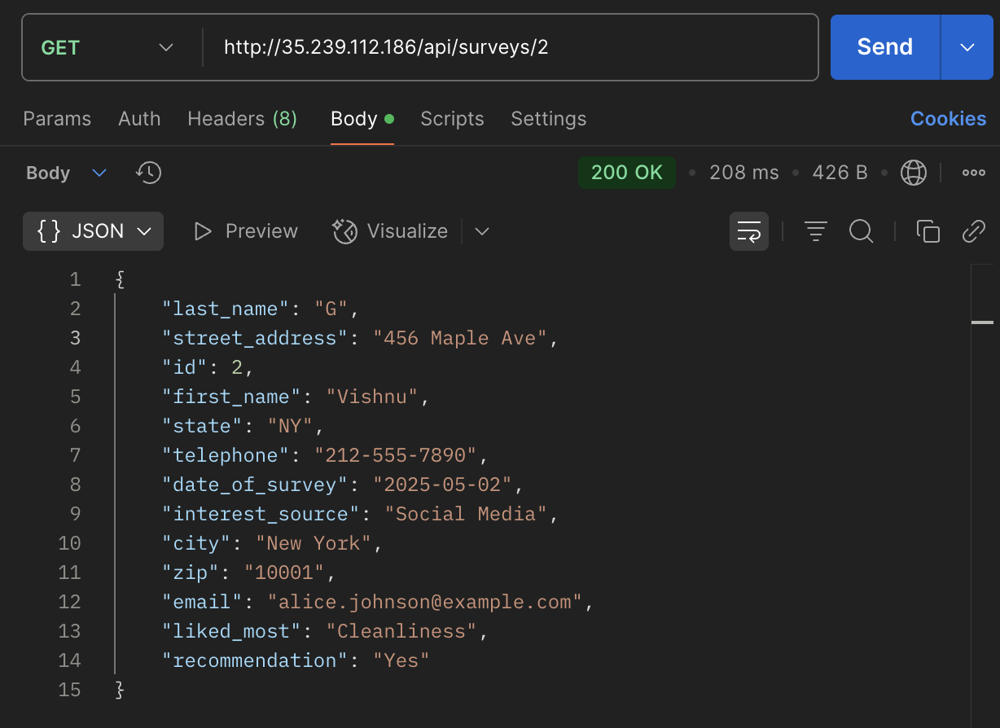 GET http://35.239.112.186/api/surveys/2 Send
Params Auth Headers (8) Body Scripts Settings Cookies
Body 200 OK 208 ms 426 B
{ } JSON Preview Visualize
1 {
2 "last_name": "G",
3 "street_address": "456 Maple Ave",
4 "id": 2,
5 "first_name": "Vishnu",
6 "state": "NY",
7 "telephone": "212-555-7890",
8 "date_of_survey": "2025-05-02",
9 "interest_source": "Social Media",
10 "city": "New York",
11 "zip": "10001",
12 "email": "alice.johnson@example.com",
13 "liked_most": "Cleanliness",
14 "recommendation": "Yes"
15 }